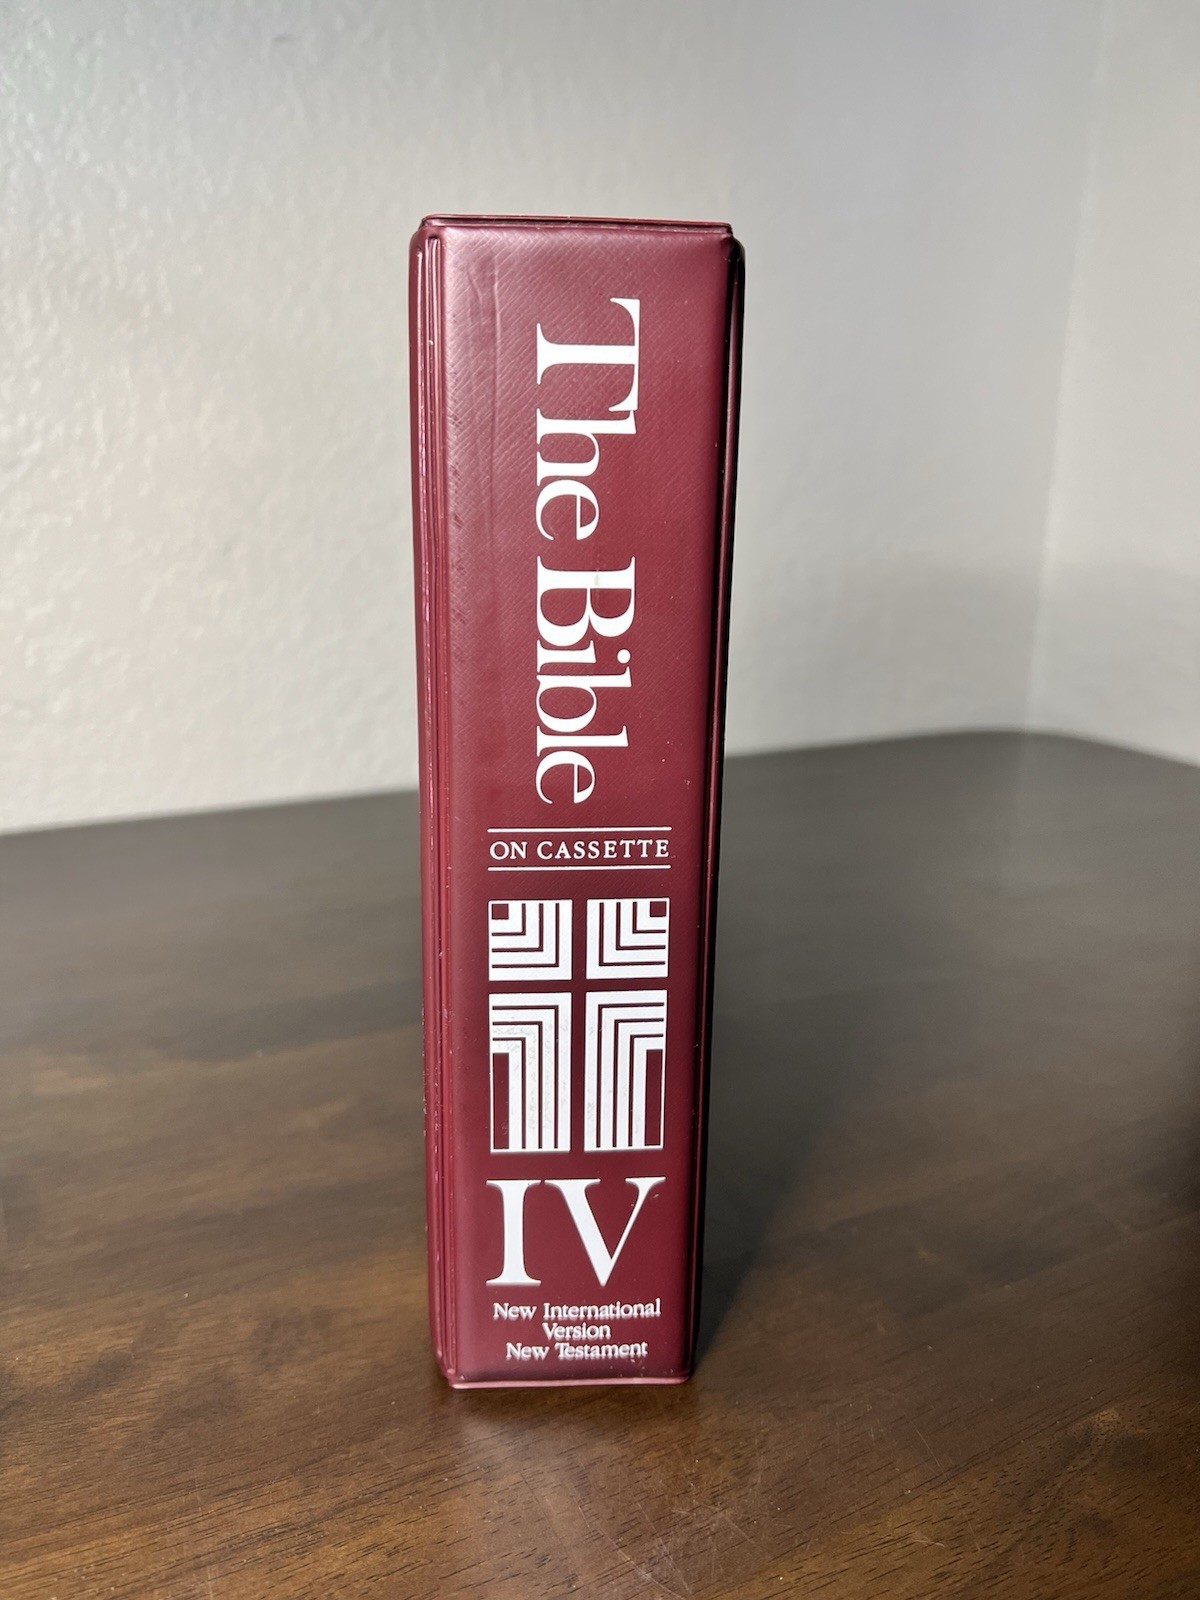 The Bible
ON CASSETTE
IV
New International
Version
New Testament